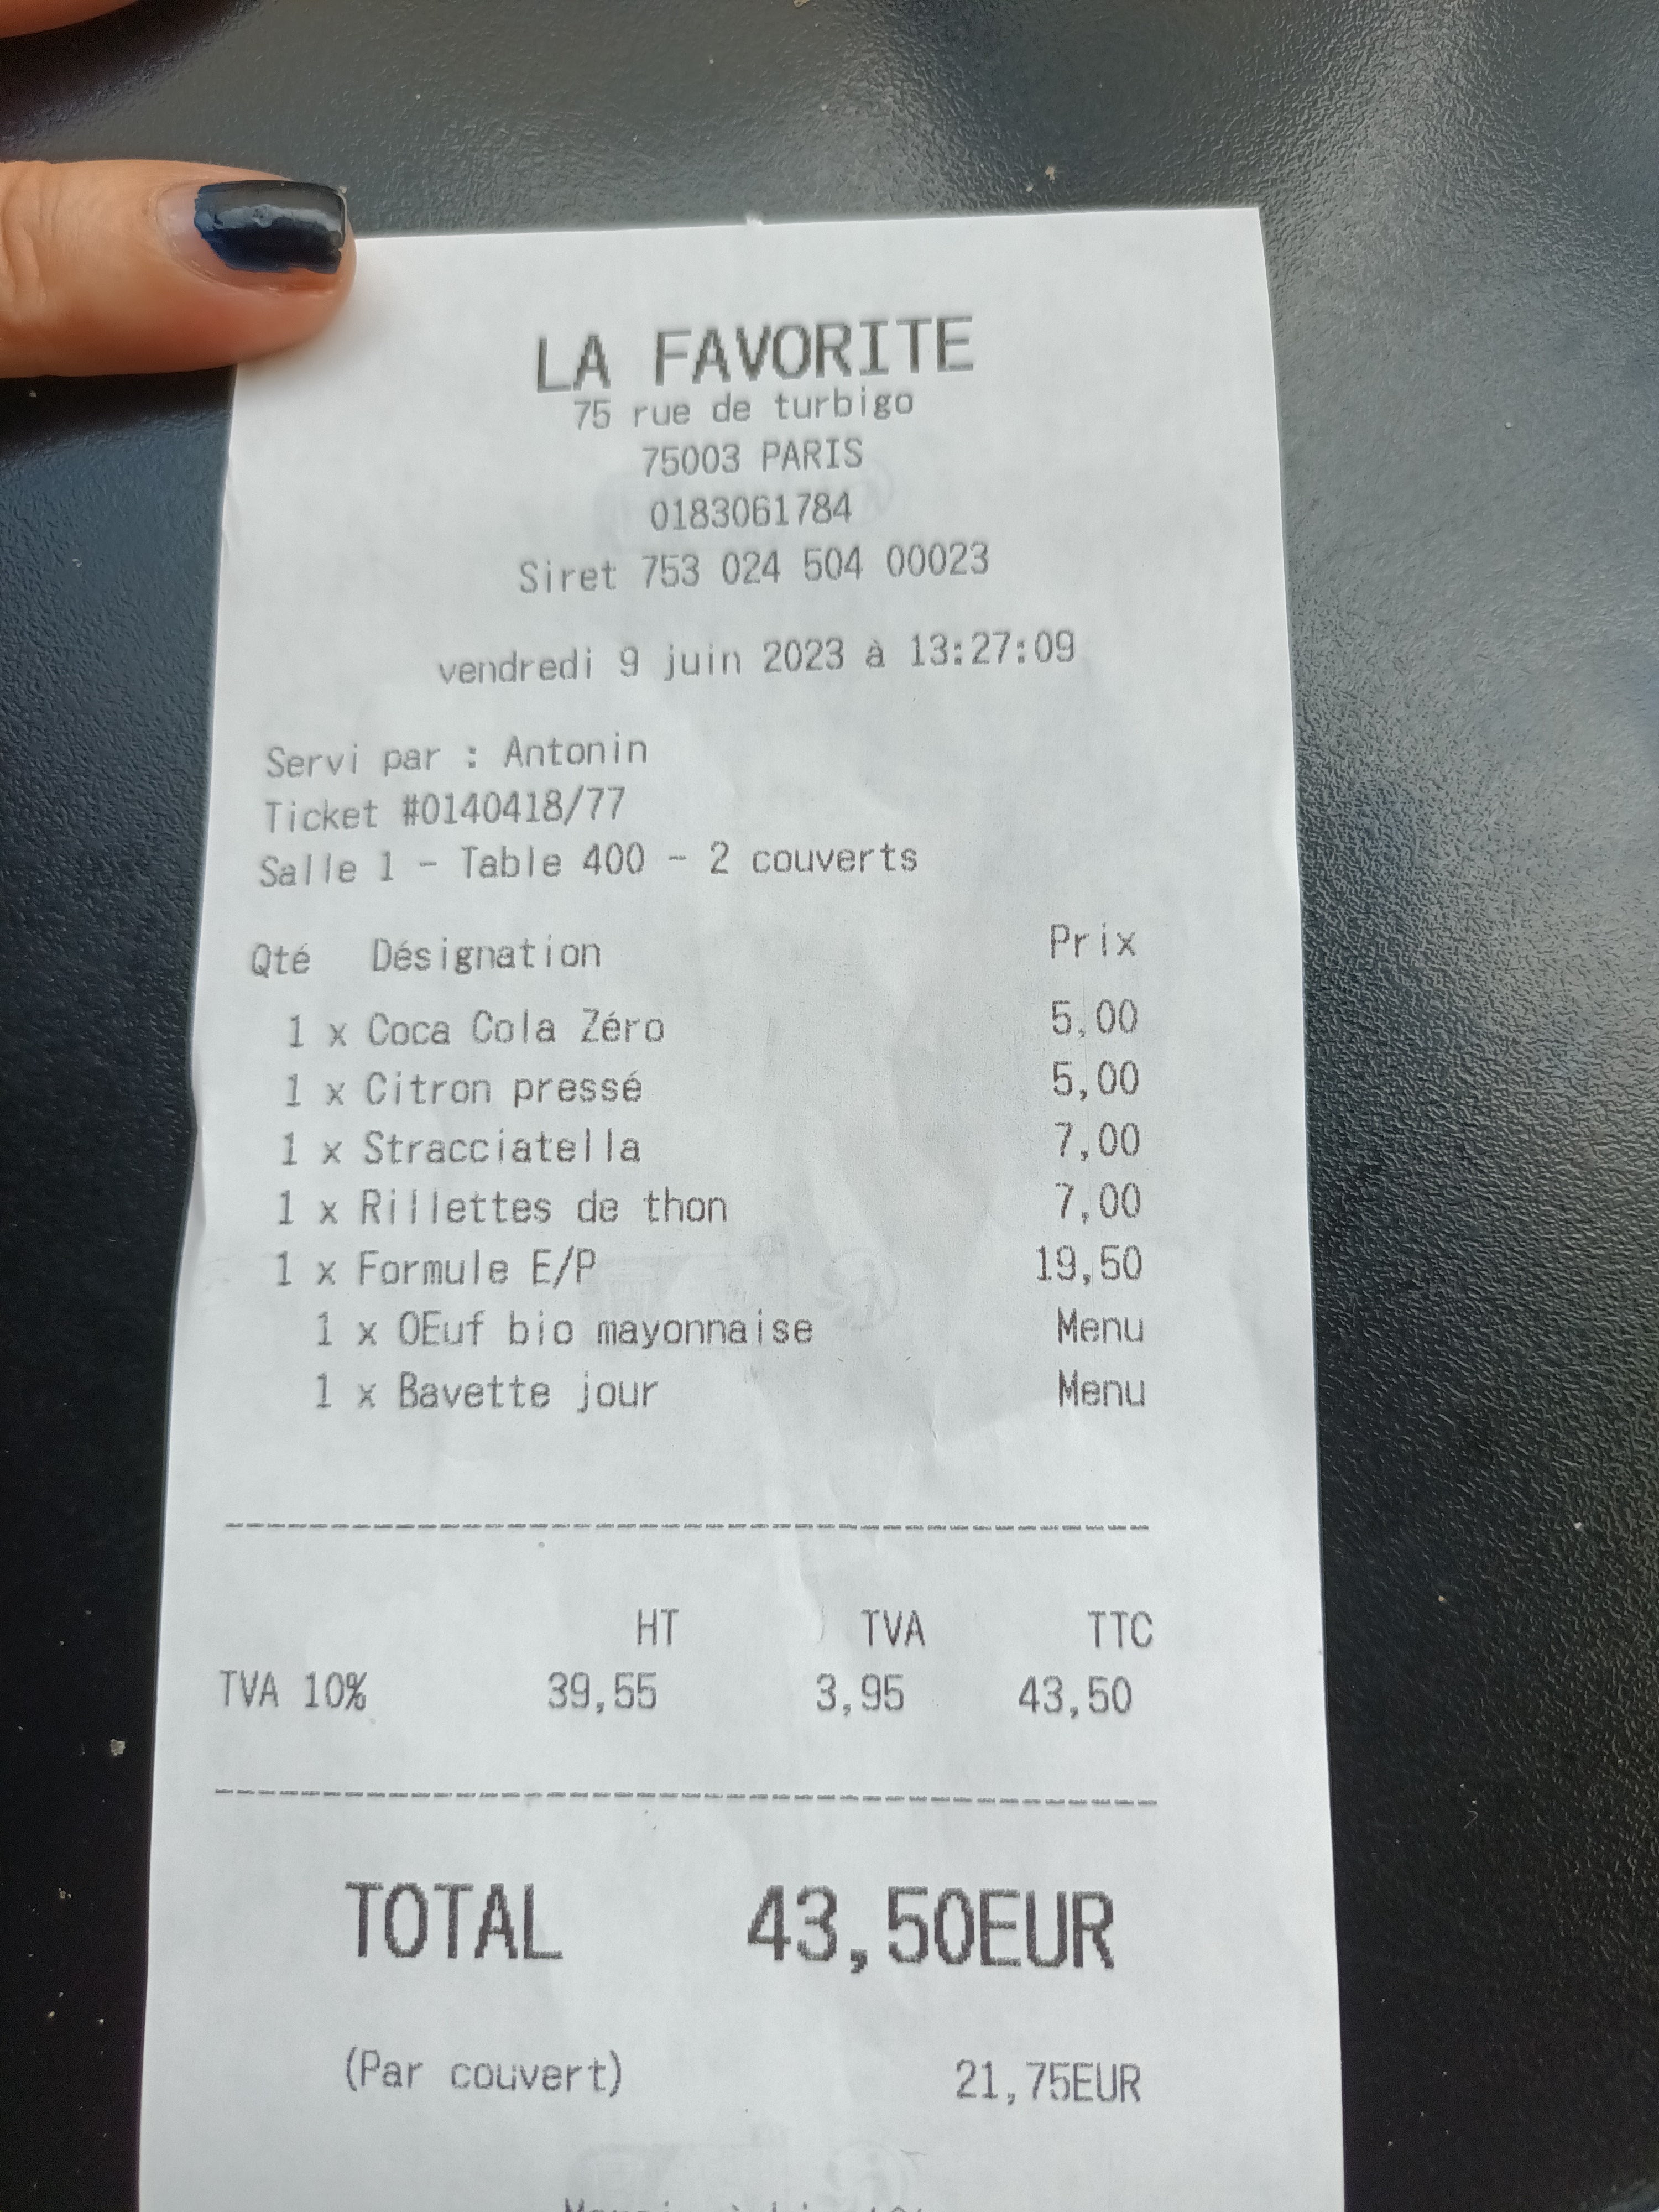 LA FAVORITE
75 rue de turbigo
75003 PARIS
0183061784
Siret 753 024 504 00023
vendredi 9 juin 2023 à 13:27:09
Servi par : Antonin
Ticket #0140418/77
Salle 1 - Table 400 - 2 couverts
Qté Désignation Prix
1 x Coca Cola Zéro 5,00
1 x Citron pressé 5,00
1 x Stracciatella 7,00
1 x Rillettes de thon 7,00
1 x Formule E/P 19,50
1 x OEuf bio mayonnaise Menu
1 x Bavette jour Menu
HT TVA TTC
TVA 10% 39,55 3,95 43,50
TOTAL 43,50EUR
(Par couvert) 21,75EUR